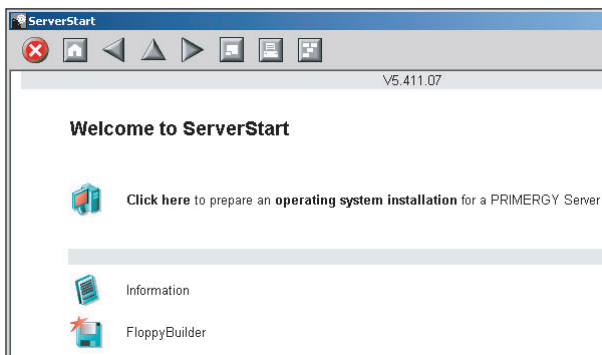 ServerStart
V5.411.07
Welcome to ServerStart
Click here to prepare an operating system installation for a PRIMERGY Server
Information
FloppyBuilder